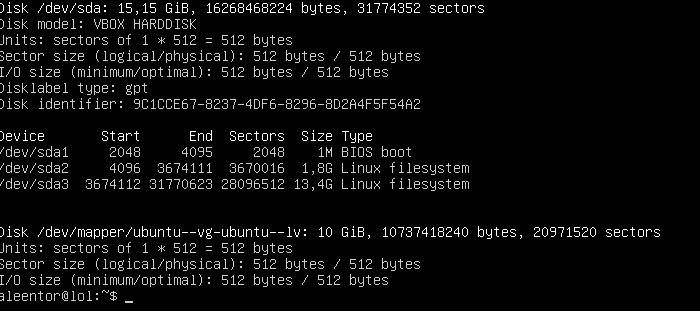 Disk /dev/sda: 15,15 GiB, 16268468224 bytes, 31774352 sectors
Disk model: VBOX HARDDISK
Units: sectors of 1 * 512 = 512 bytes
Sector size (logical/physical): 512 bytes / 512 bytes
I/O size (minimum/optimal): 512 bytes / 512 bytes
Disklabel type: gpt
Disk identifier: 9C1CCE67-8237-4DF6-8296-8D2A4F5F54A2
Device Start End Sectors Size Type
/dev/sda1 2048 4095 2048 1M BIOS boot
/dev/sda2 4096 3674111 3670016 1,8G Linux filesystem
/dev/sda3 3674112 31770623 28096512 13,4G Linux filesystem
Disk /dev/mapper/ubuntu--vg-ubuntu--lv: 10 GiB, 10737418240 bytes, 20971520 sectors
Units: sectors of 1 * 512 = 512 bytes
Sector size (logical/physical): 512 bytes / 512 bytes
I/O size (minimum/optimal): 512 bytes / 512 bytes
aleentor@lol:~$ _